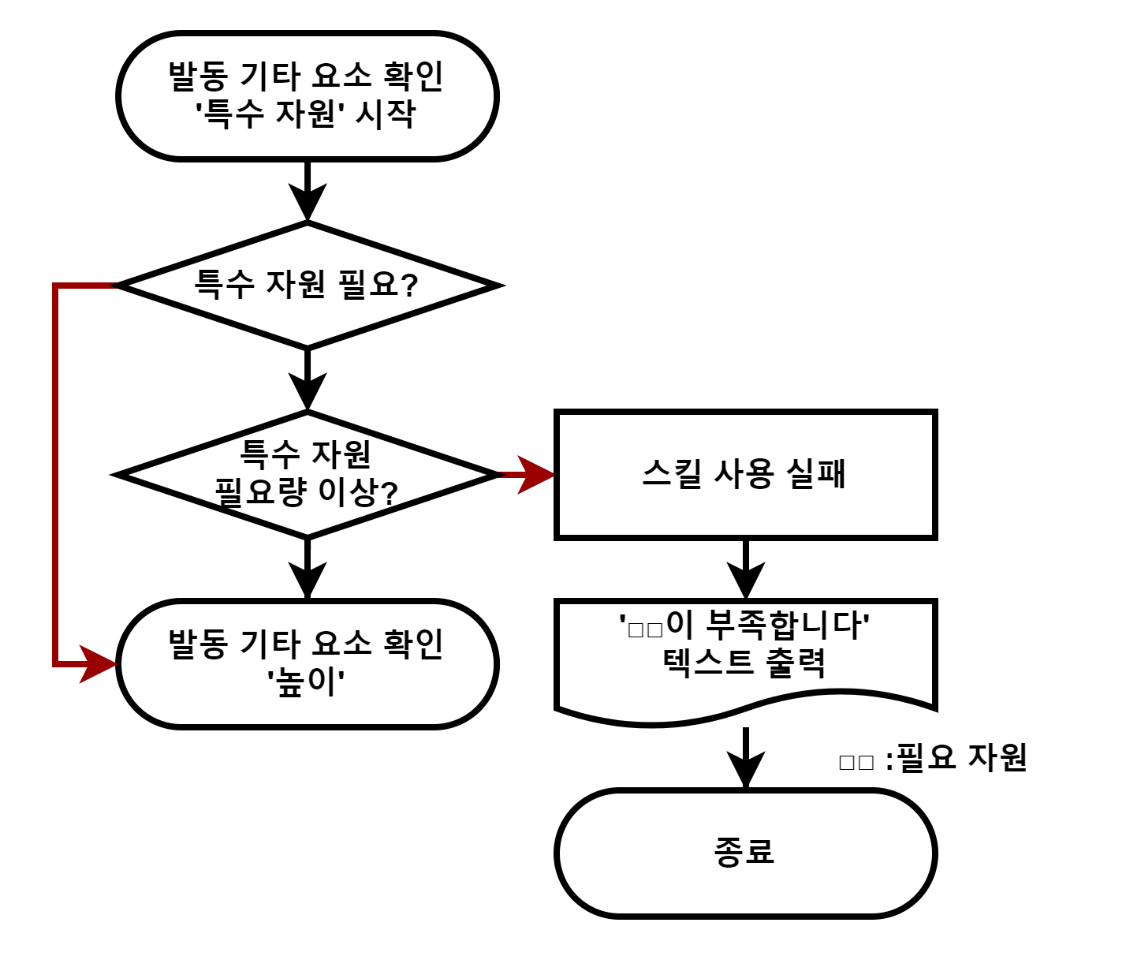 발동 기타 요소 확인
'특수 자원' 시작
특수 자원 필요?
특수 자원
필요량 이상?
스킬 사용 실패
발동 기타 요소 확인
'높이'
'□□이 부족합니다'
텍스트 출력
□□ :필요 자원
종료